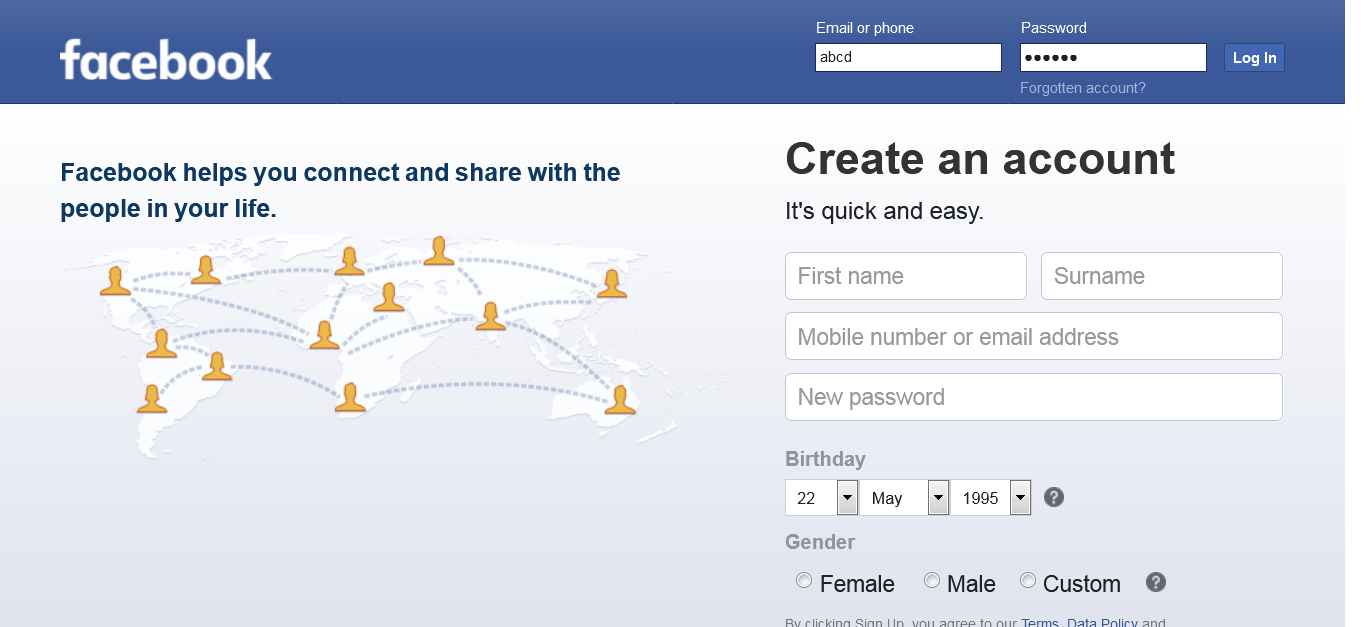 facebook
Email or phone
Password
abcd
••••••
Log In
Forgotten account?
Facebook helps you connect and share with the
people in your life.
Create an account
It's quick and easy.
First name
Surname
Mobile number or email address
New password
Birthday
22
May
1995
?
Gender
Female
Male
Custom
?
By clicking Sign Up, you agree to our Terms, Data Policy and